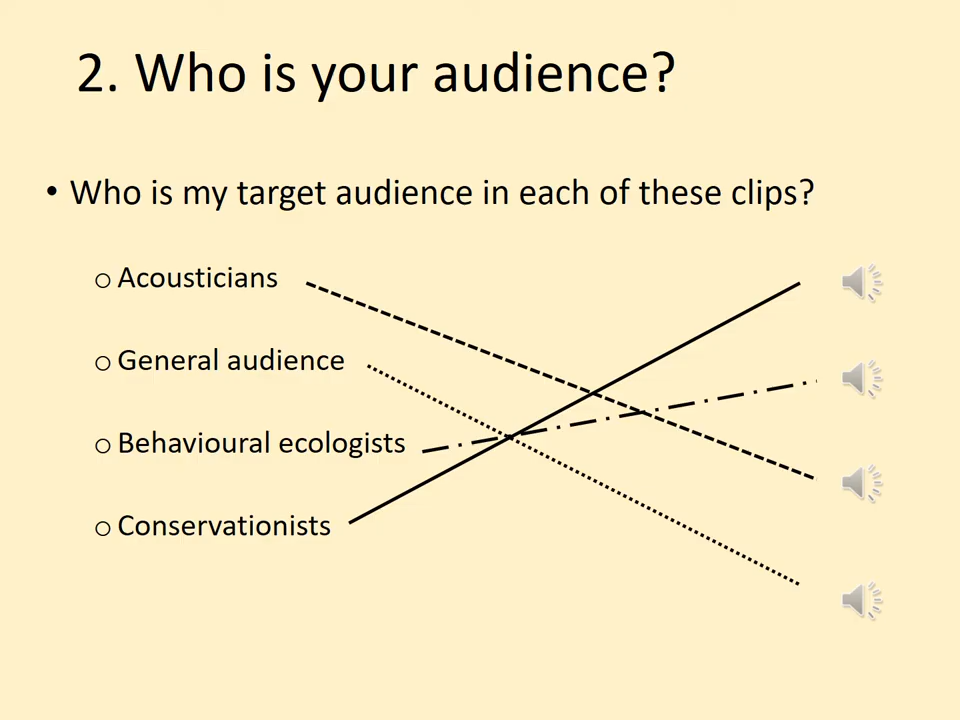 2. Who is your audience?
• Who is my target audience in each of these clips?
o Acousticians
o General audience
o Behavioural ecologists
o Conservationists